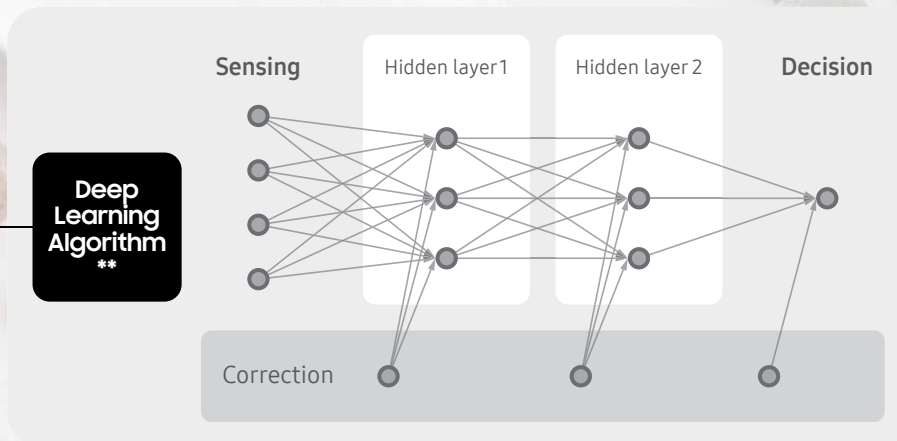 Sensing
Hidden layer 1
Hidden layer 2
Decision
Deep
Learning
Algorithm
**
Correction